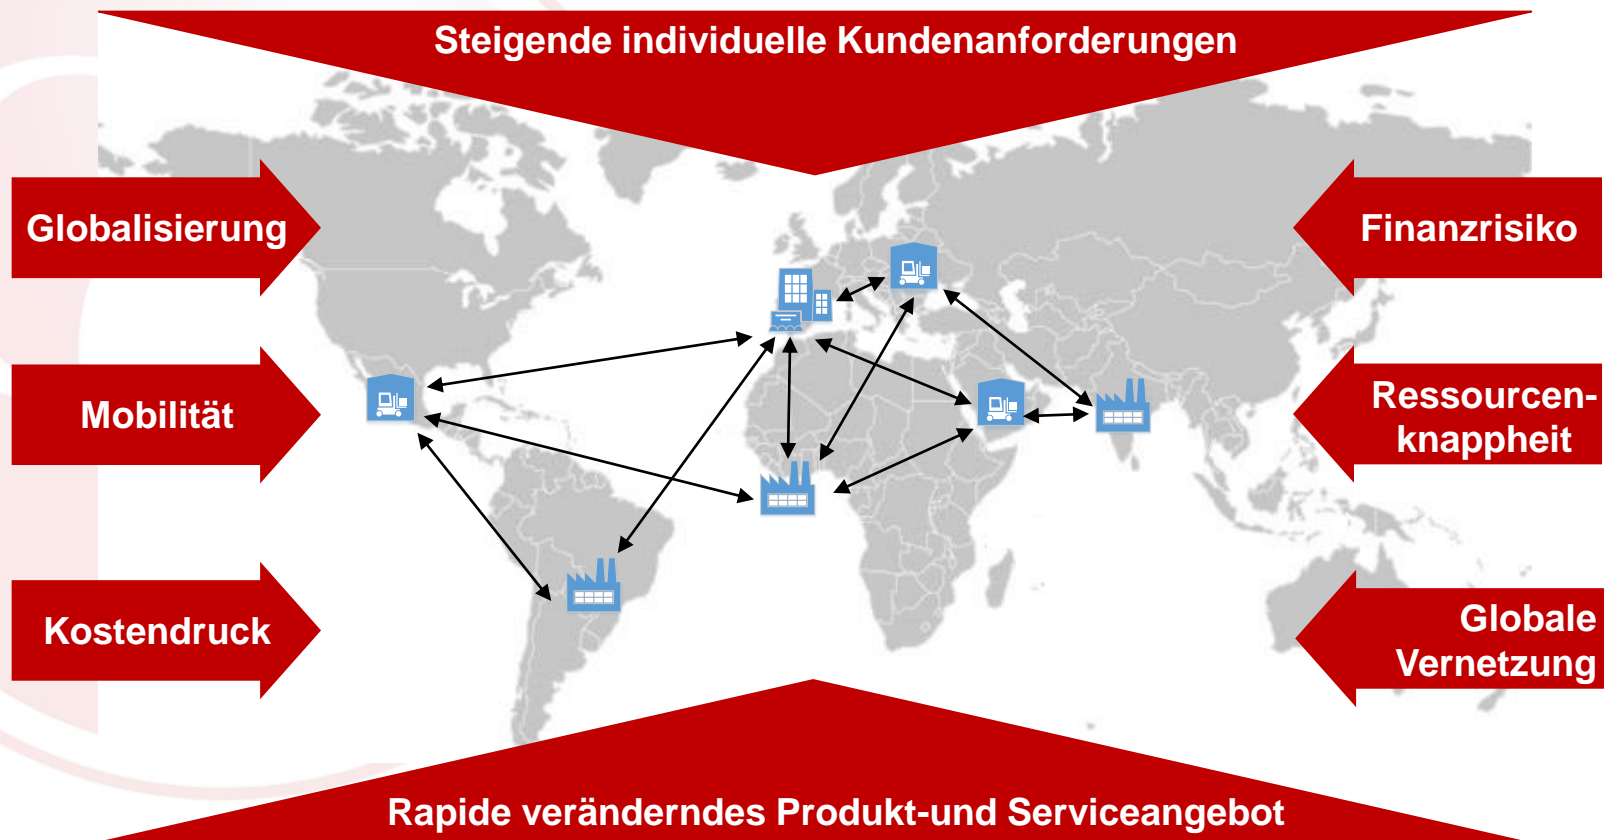 Steigende individuelle Kundenanforderungen
Globalisierung
Finanzrisiko
Mobilität
Ressourcen-
knappheit
Kostendruck
Globale
Vernetzung
Rapide veränderndes Produkt-und Serviceangebot